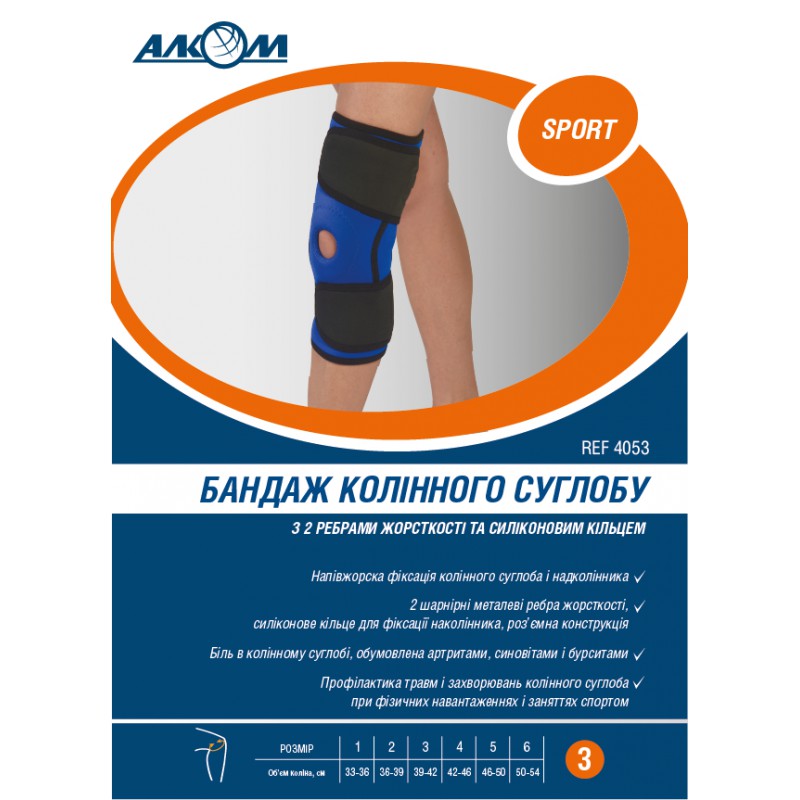 АЛКОМ
SPORT
REF 4053
БАНДАЖ КОЛІННОГО СУГЛОБУ
З 2 РЕБРАМИ ЖОРСТКОСТІ ТА СИЛІКОНОВИМ КІЛЬЦЕМ
Напівжорска фіксація колінного суглоба і надколінника
2 шарнірні металеві ребра жорсткості,
силіконове кільце для фіксації наколінника, роз'ємна конструкція
Біль в колінному суглобі, обумовлена артритами, синовітами і бурситами
Профілактика травм і захворювань колінного суглоба
при фізичних навантаженнях і заняттях спортом
РОЗМІР 1 2 3 4 5 6
Об'єм коліна, см 33-36 36-39 39-42 42-46 46-50 50-54
3